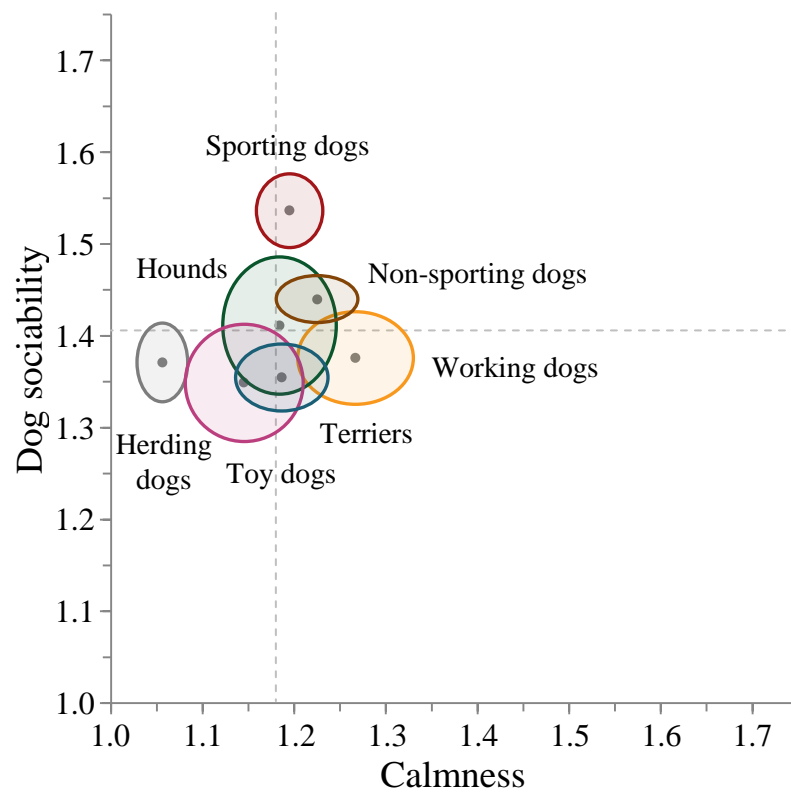 1.7
1.6
Sporting dogs
1.5
Hounds
Non-sporting dogs
1.4
Working dogs
1.3
Terriers
Herding
dogs
Toy dogs
1.2
1.1
1.0
Dog sociability
1.0 1.1 1.2 1.3 1.4 1.5 1.6 1.7
Calmness